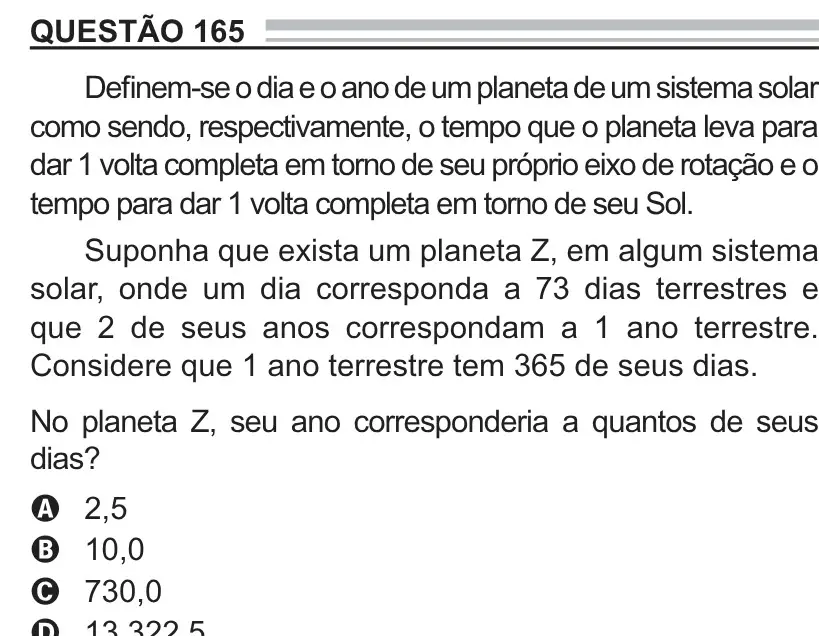 QUESTÃO 165
Definem-se o dia e o ano de um planeta de um sistema solar
como sendo, respectivamente, o tempo que o planeta leva para
dar 1 volta completa em torno de seu próprio eixo de rotação e o
tempo para dar 1 volta completa em torno de seu Sol.
Suponha que exista um planeta Z, em algum sistema
solar, onde um dia corresponda a 73 dias terrestres e
que 2 de seus anos correspondam a 1 ano terrestre.
Considere que 1 ano terrestre tem 365 de seus dias.
No planeta Z, seu ano corresponderia a quantos de seus
dias?
A 2,5
B 10,0
C 730,0
D 13 322,5